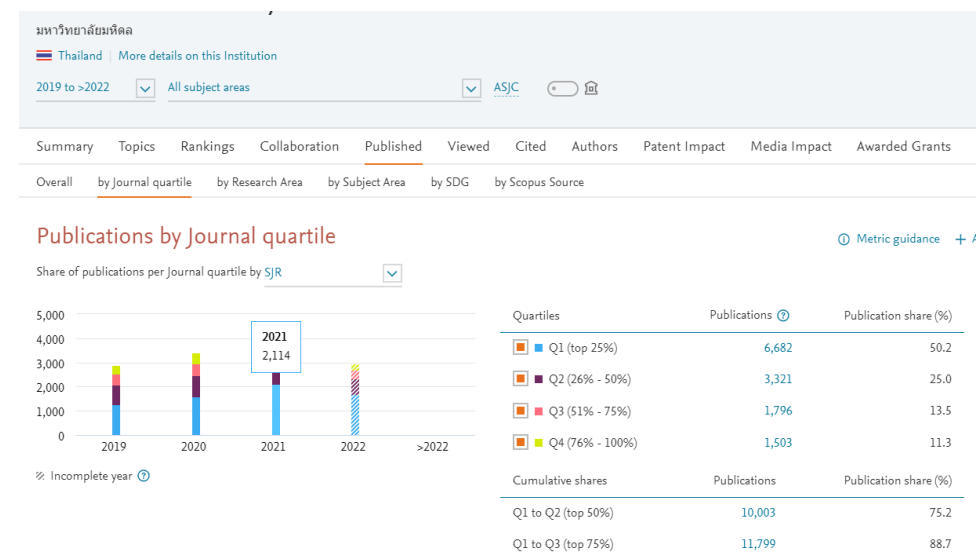 มหาวิทยาลัยมหิดล
Thailand | More details on this Institution
2019 to >2022 All subject areas ASJC
Summary Topics Rankings Collaboration Published Viewed Cited Authors Patent Impact Media Impact Awarded Grants
Overall by Journal quartile by Research Area by Subject Area by SDG by Scopus Source
Publications by Journal quartile
Metric guidance + A
Share of publications per Journal quartile by SJR
5,000
4,000
3,000
2,000
1,000
0
2021
2,114
2019 2020 2021 2022 >2022
Incomplete year ?
Quartiles Publications ? Publication share (%)
Q1 (top 25%) 6,682 50.2
Q2 (26% - 50%) 3,321 25.0
Q3 (51% - 75%) 1,796 13.5
Q4 (76% - 100%) 1,503 11.3
Cumulative shares Publications Publication share (%)
Q1 to Q2 (top 50%) 10,003 75.2
Q1 to Q3 (top 75%) 11,799 88.7